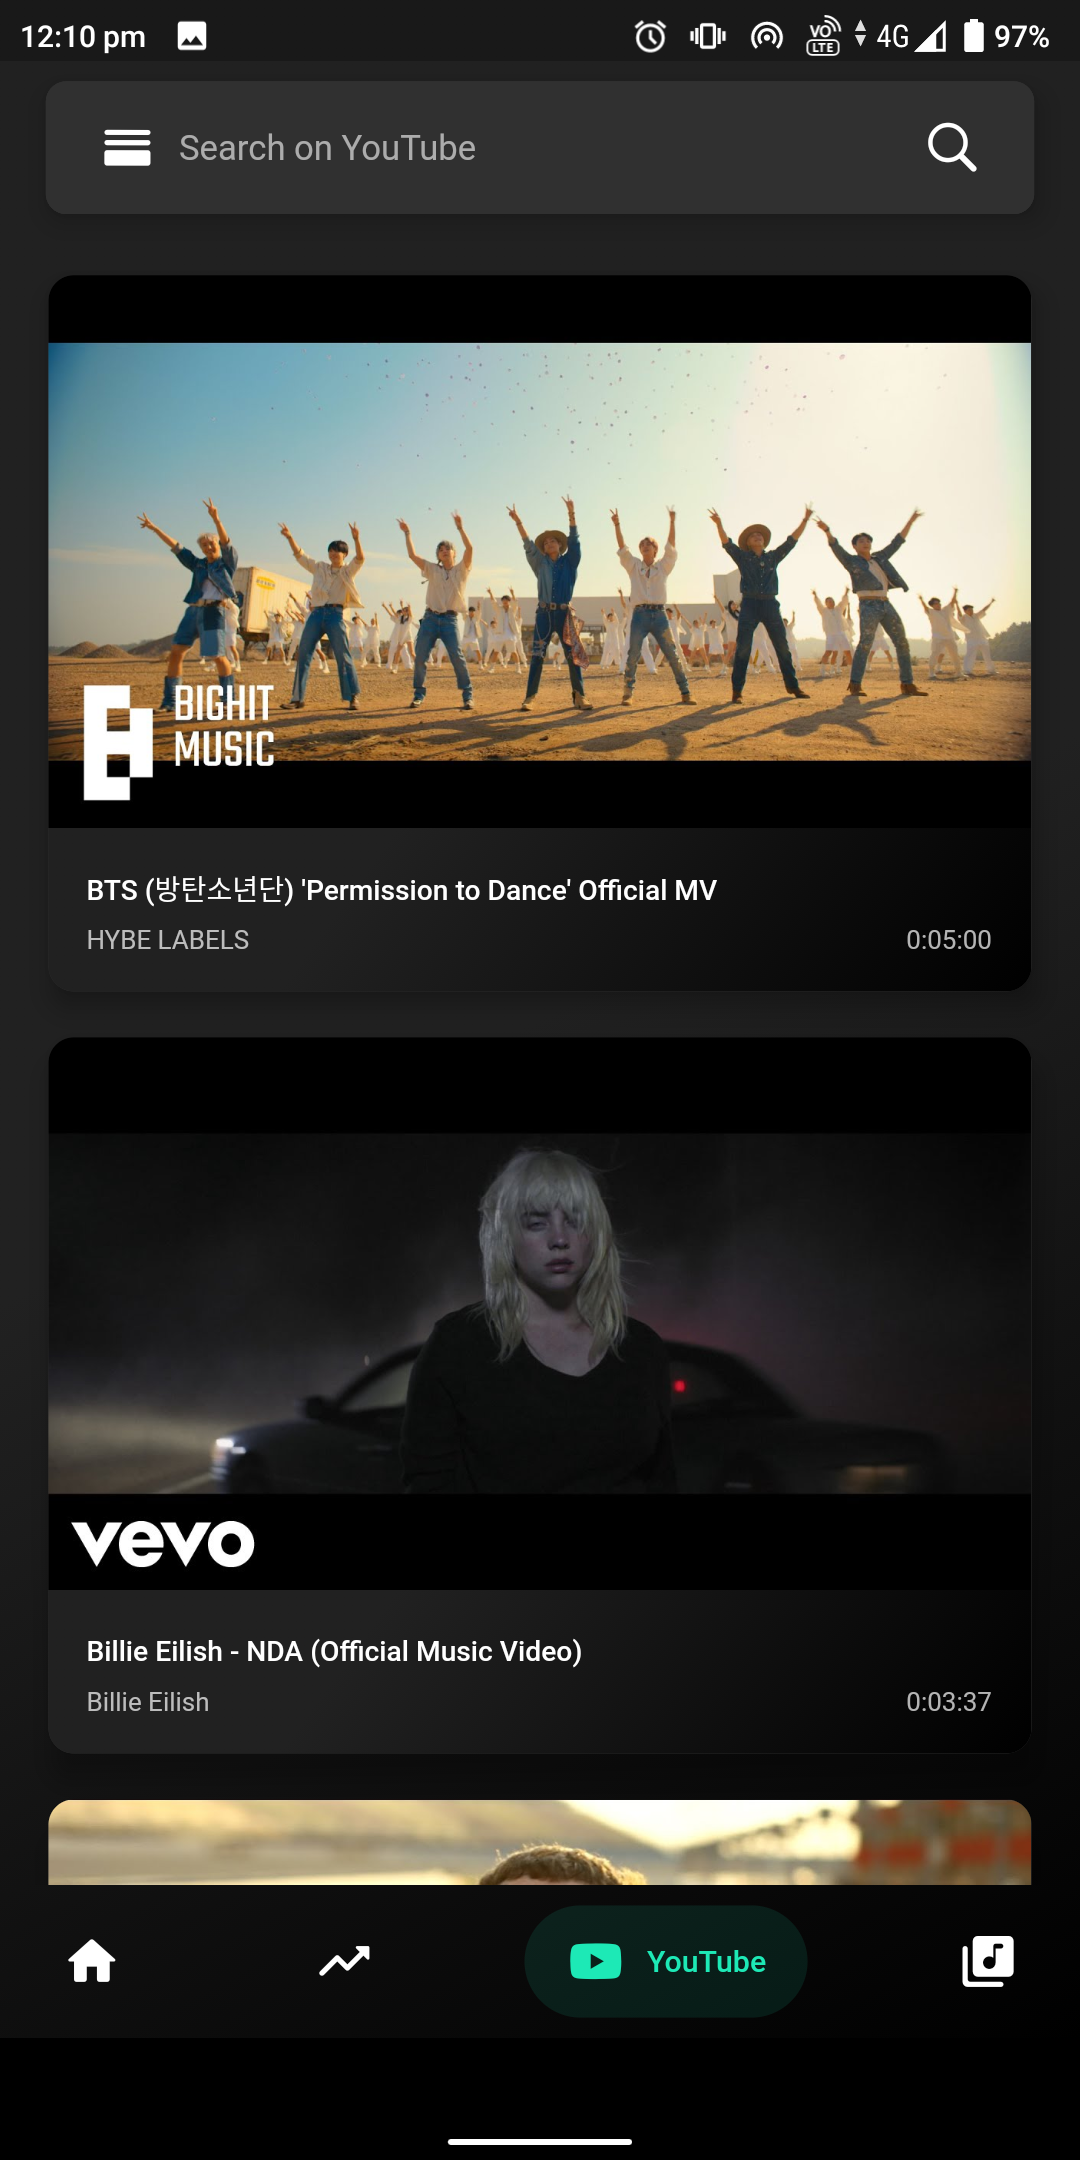 12:10 pm
VO LTE 4G 97%
Search on YouTube
BIGHIT
MUSIC
BTS (방탄소년단) 'Permission to Dance' Official MV
HYBE LABELS 0:05:00
vevo
Billie Eilish - NDA (Official Music Video)
Billie Eilish 0:03:37
YouTube